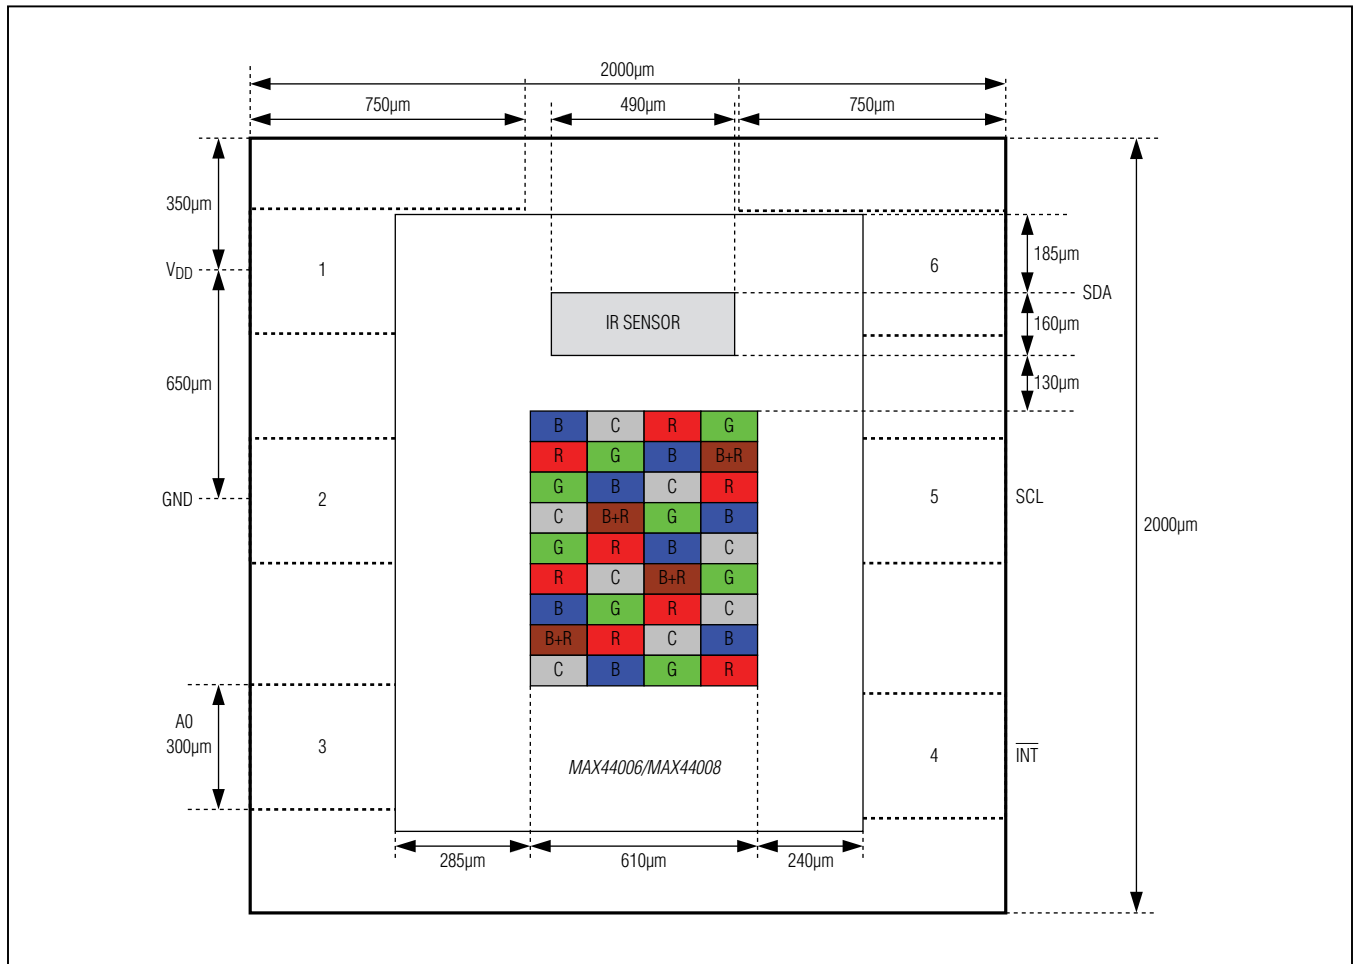 2000µm
750µm 490µm 750µm
350µm
VDD
1
6
185µm
SDA
IR SENSOR
160µm
650µm
130µm
B C R G
R G B B+R
G B C R
GND
2
5
SCL
C B+R G B
2000µm
G R B C
R C B+R G
B G R C
B+R R C B
C B G R
A0
300µm
3
4
INT
MAX44006/MAX44008
285µm 610µm 240µm